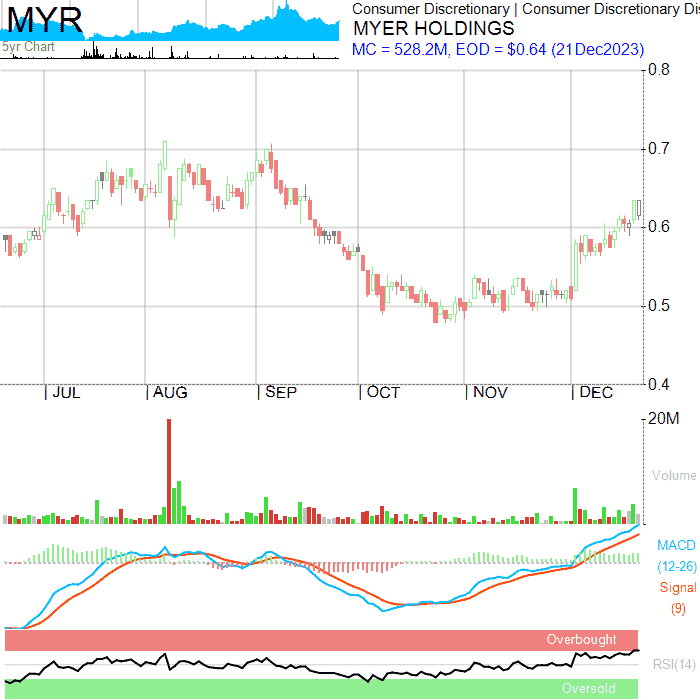 MYR
Consumer Discretionary | Consumer Discretionary Dis
MYER HOLDINGS
MC = 528.2M, EOD = $0.64 (21Dec2023)
5yr Chart
0.8
0.7
0.6
0.5
0.4
JUL
AUG
SEP
OCT
NOV
DEC
20M
Volume
MACD
(12-26)
Signal
(9)
Overbought
RSI(14)
Oversold